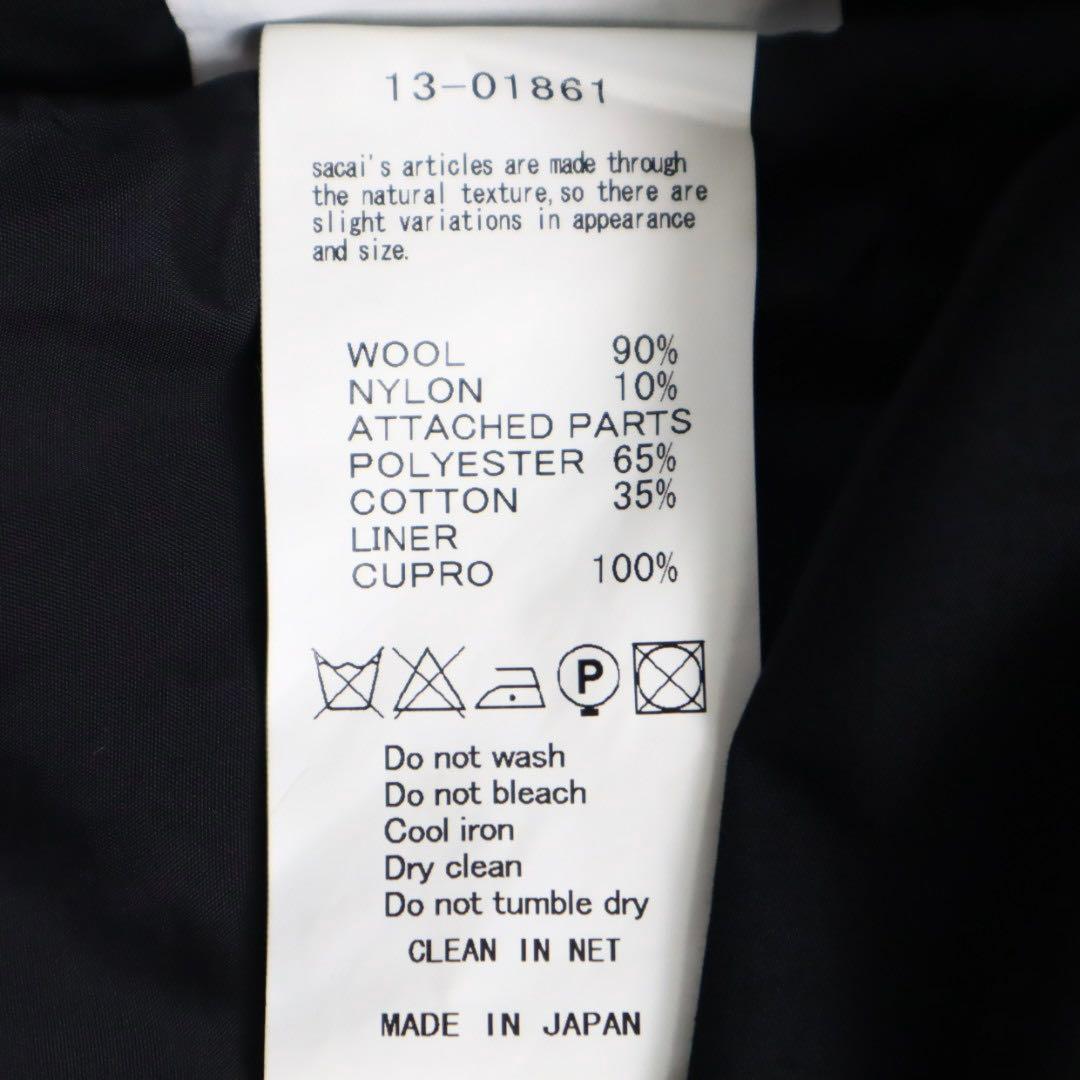 13-01861
sacai's articles are made through
the natural texture, so there are
slight variations in appearance
and size.
WOOL 90%
NYLON 10%
ATTACHED PARTS
POLYESTER 65%
COTTON 35%
LINER
CUPRO 100%
P
Do not wash
Do not bleach
Cool iron
Dry clean
Do not tumble dry
CLEAN IN NET
MADE IN JAPAN